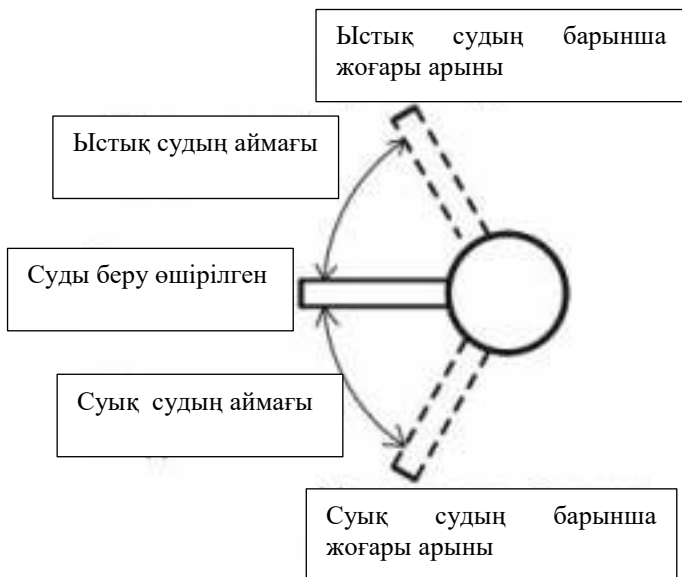 Ыстық судың барынша
жоғары арыны
Ыстық судың аймағы
Суды беру өшірілген
Суық судың аймағы
Суық судың барынша
жоғары арыны